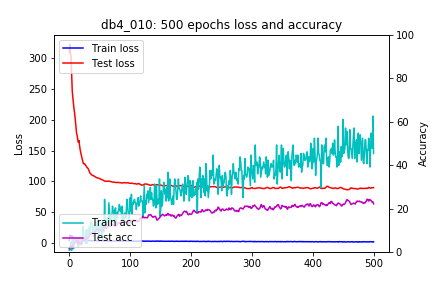 db4_010: 500 epochs loss and accuracy
Train loss
Test loss
Train acc
Test acc
Loss
300
250
200
150
100
50
0
Accuracy
100
80
60
40
20
0
0
100
200
300
400
500